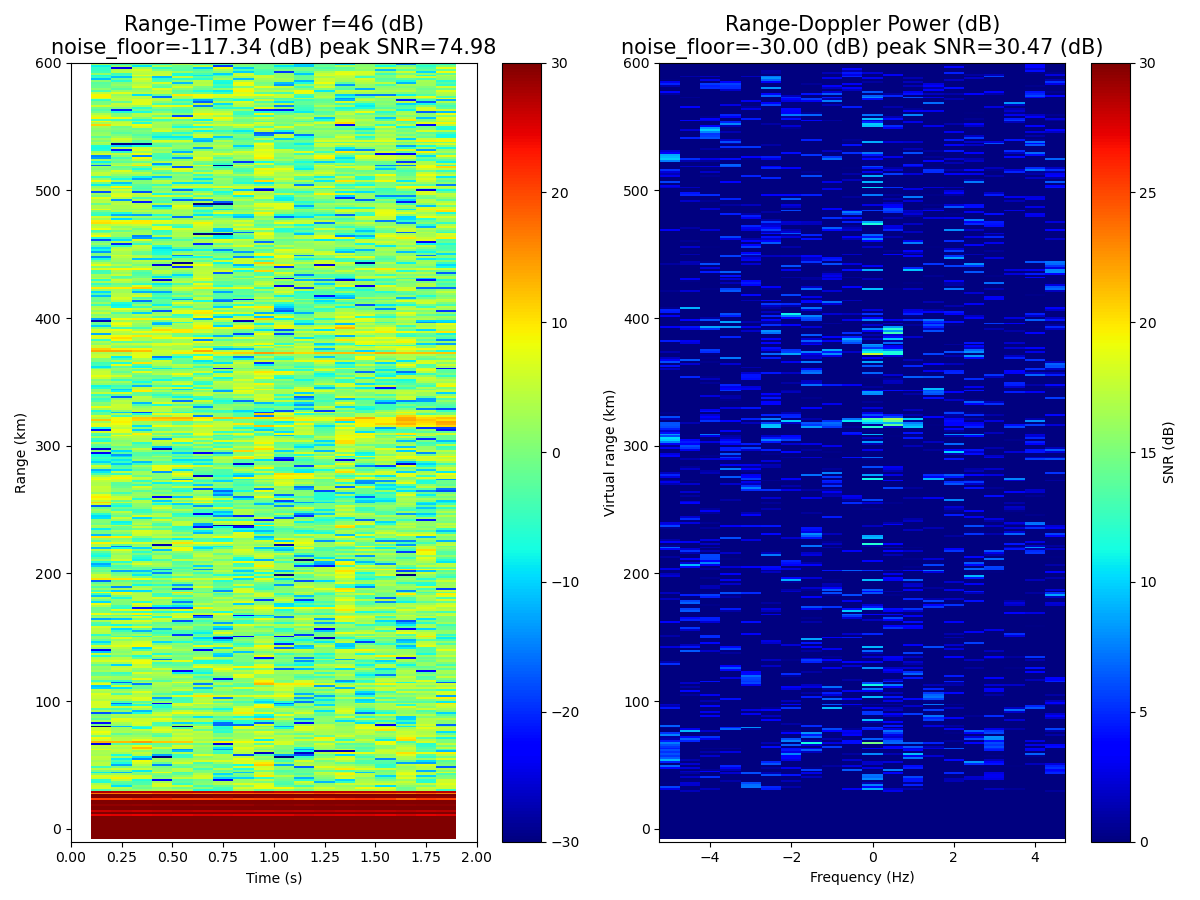 Range-Time Power f=46 (dB)
noise_floor=-117.34 (dB) peak SNR=74.98
600
500
400
300
200
100
0
Range (km)
0.00 0.25 0.50 0.75 1.00 1.25 1.50 1.75 2.00
Time (s)
30
20
10
0
−10
−20
−30
Range-Doppler Power (dB)
noise_floor=-30.00 (dB) peak SNR=30.47 (dB)
600
500
400
300
200
100
0
Virtual range (km)
−4 −2 0 2 4
Frequency (Hz)
30
25
20
15
10
5
0
SNR (dB)